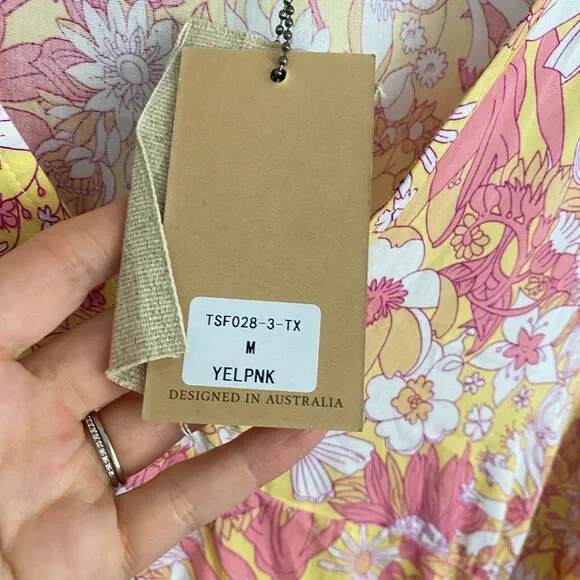 TSF028-3-TX
M
YELPNK
DESIGNED IN AUSTRALIA